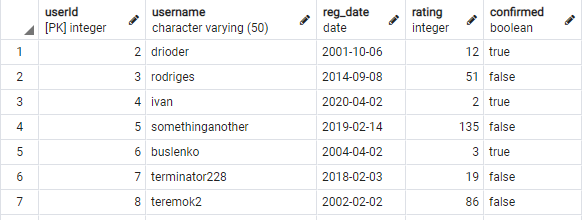 userId username reg_date rating confirmed
[PK] integer character varying (50) date integer boolean
1 2 drioder 2001-10-06 12 true
2 3 rodriges 2014-09-08 51 false
3 4 ivan 2020-04-02 2 true
4 5 somethinganother 2019-02-14 135 false
5 6 buslenko 2004-04-02 3 true
6 7 terminator228 2018-02-03 19 false
7 8 teremok2 2002-02-02 86 false